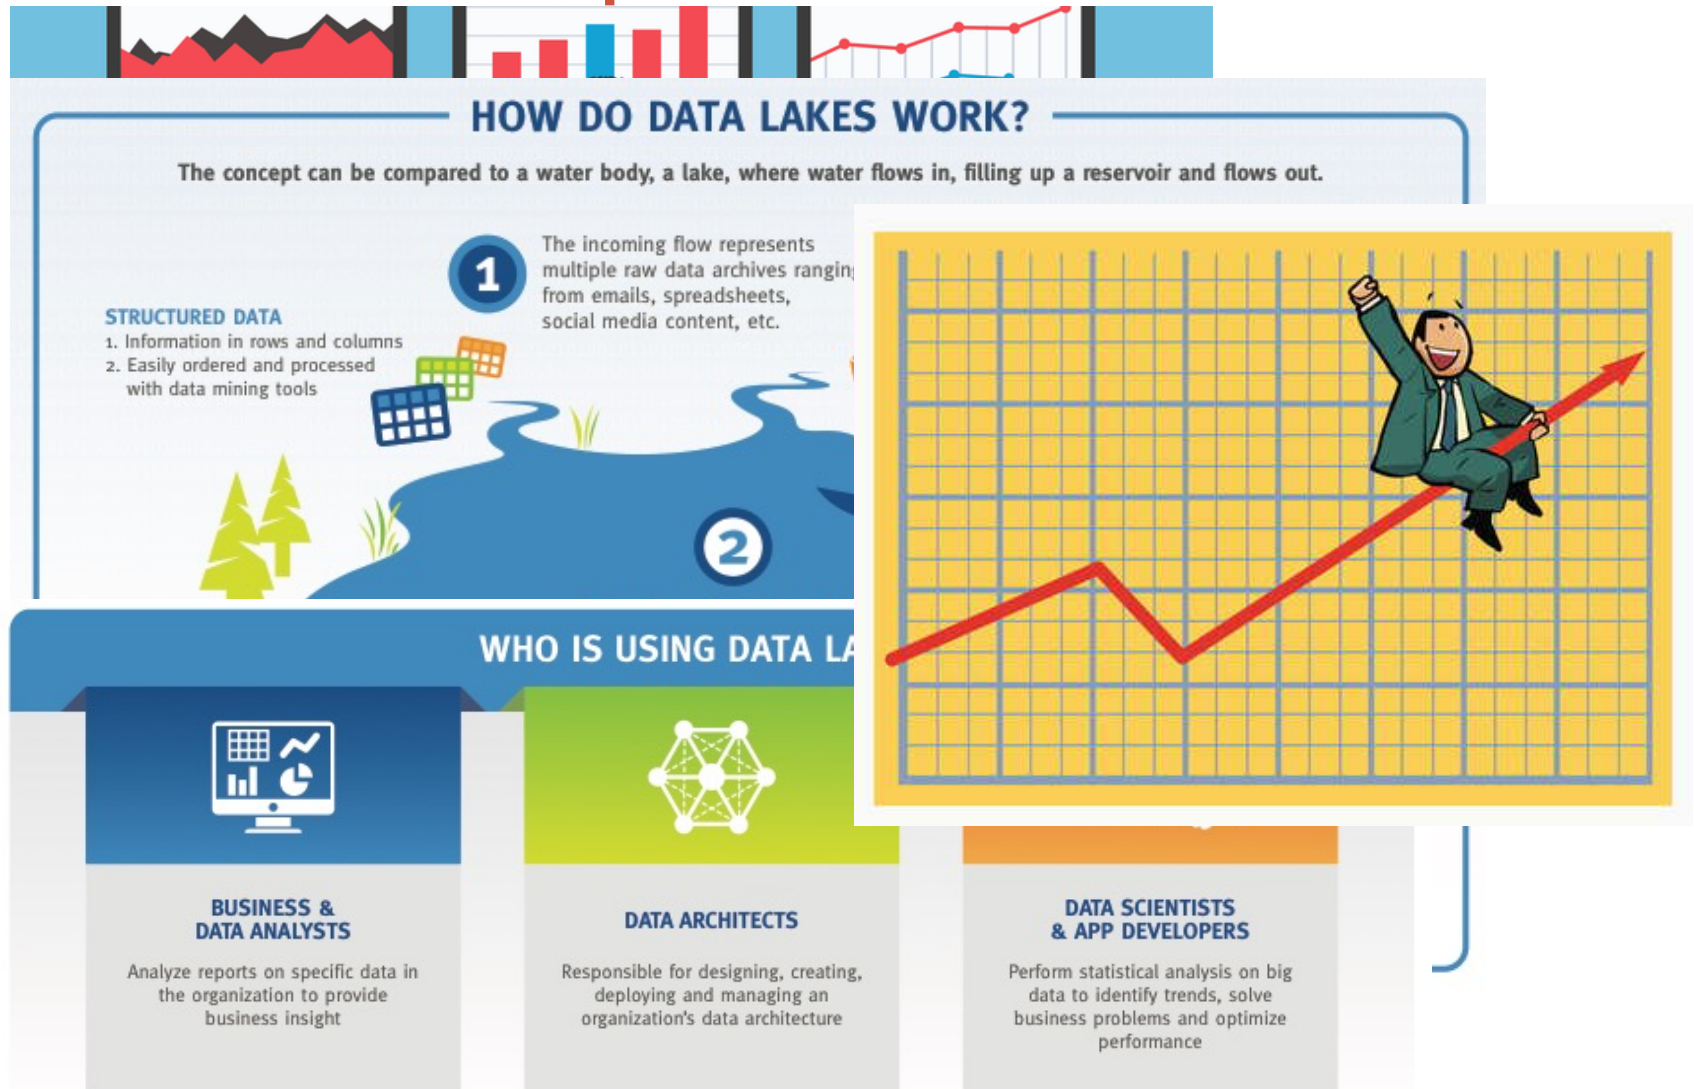 HOW DO DATA LAKES WORK?
The concept can be compared to a water body, a lake, where water flows in, filling up a reservoir and flows out.
1
The incoming flow represents
multiple raw data archives ranging
from emails, spreadsheets,
social media content, etc.
STRUCTURED DATA
1. Information in rows and columns
2. Easily ordered and processed
with data mining tools
2
WHO IS USING DATA LA
BUSINESS &
DATA ANALYSTS
Analyze reports on specific data in
the organization to provide
business insight
DATA ARCHITECTS
Responsible for designing, creating,
deploying and managing an
organization's data architecture
DATA SCIENTISTS
& APP DEVELOPERS
Perform statistical analysis on big
data to identify trends, solve
business problems and optimize
performance